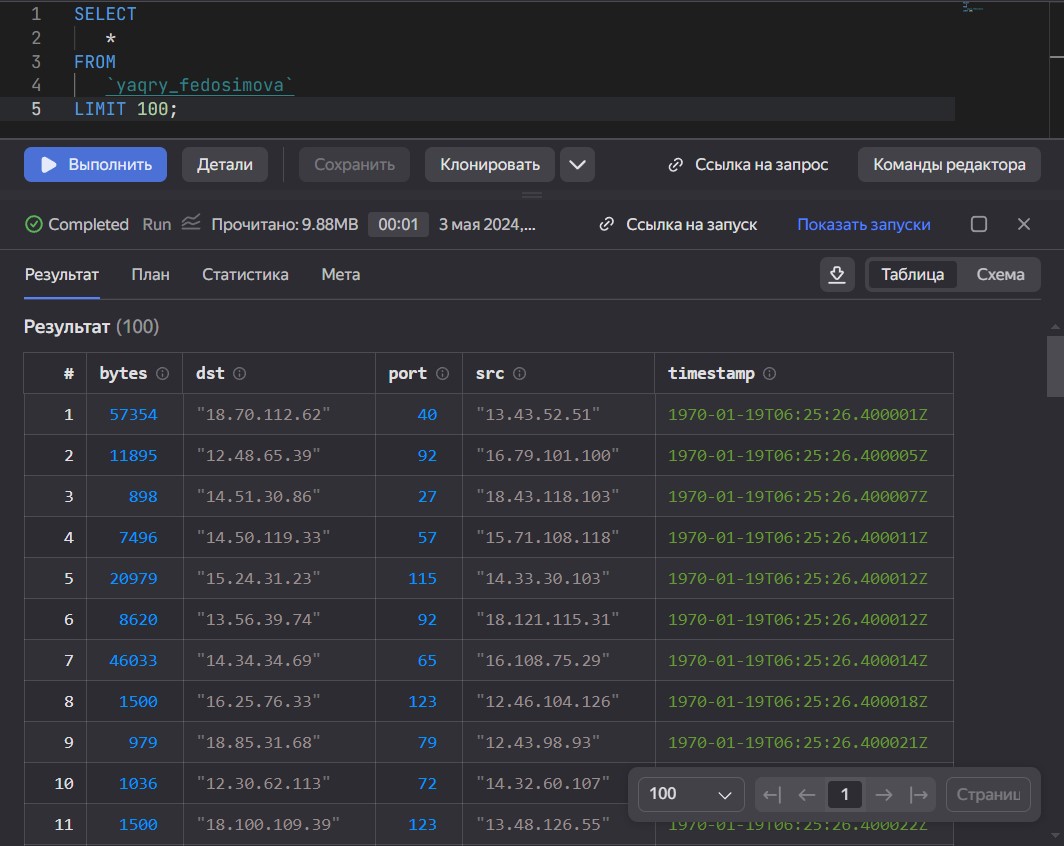 1 SELECT
2 *
3 FROM
4 `yaqry_fedosimova`
5 LIMIT 100;
Выполнить Детали Сохранить Клонировать Ссылка на запрос Команды редактора
Completed Run Прочитано: 9.88MB 00:01 3 мая 2024,... Ссылка на запуск Показать запуски
Результат План Статистика Мета Таблица Схема
Результат (100)
# bytes dst port src timestamp
1 57354 "18.70.112.62" 40 "13.43.52.51" 1970-01-19T06:25:26.400001Z
2 11895 "12.48.65.39" 92 "16.79.101.100" 1970-01-19T06:25:26.400005Z
3 898 "14.51.30.86" 27 "18.43.118.103" 1970-01-19T06:25:26.400007Z
4 7496 "14.50.119.33" 57 "15.71.108.118" 1970-01-19T06:25:26.400011Z
5 20979 "15.24.31.23" 115 "14.33.30.103" 1970-01-19T06:25:26.400012Z
6 8620 "13.56.39.74" 92 "18.121.115.31" 1970-01-19T06:25:26.400012Z
7 46033 "14.34.34.69" 65 "16.108.75.29" 1970-01-19T06:25:26.400014Z
8 1500 "16.25.76.33" 123 "12.46.104.126" 1970-01-19T06:25:26.400018Z
9 979 "18.85.31.68" 79 "12.43.98.93" 1970-01-19T06:25:26.400021Z
10 1036 "12.30.62.113" 72 "14.32.60.107"
100 1 Страниц
11 1500 "18.100.109.39" 123 "13.48.126.55" 1970-01-19T06:25:26.400022Z